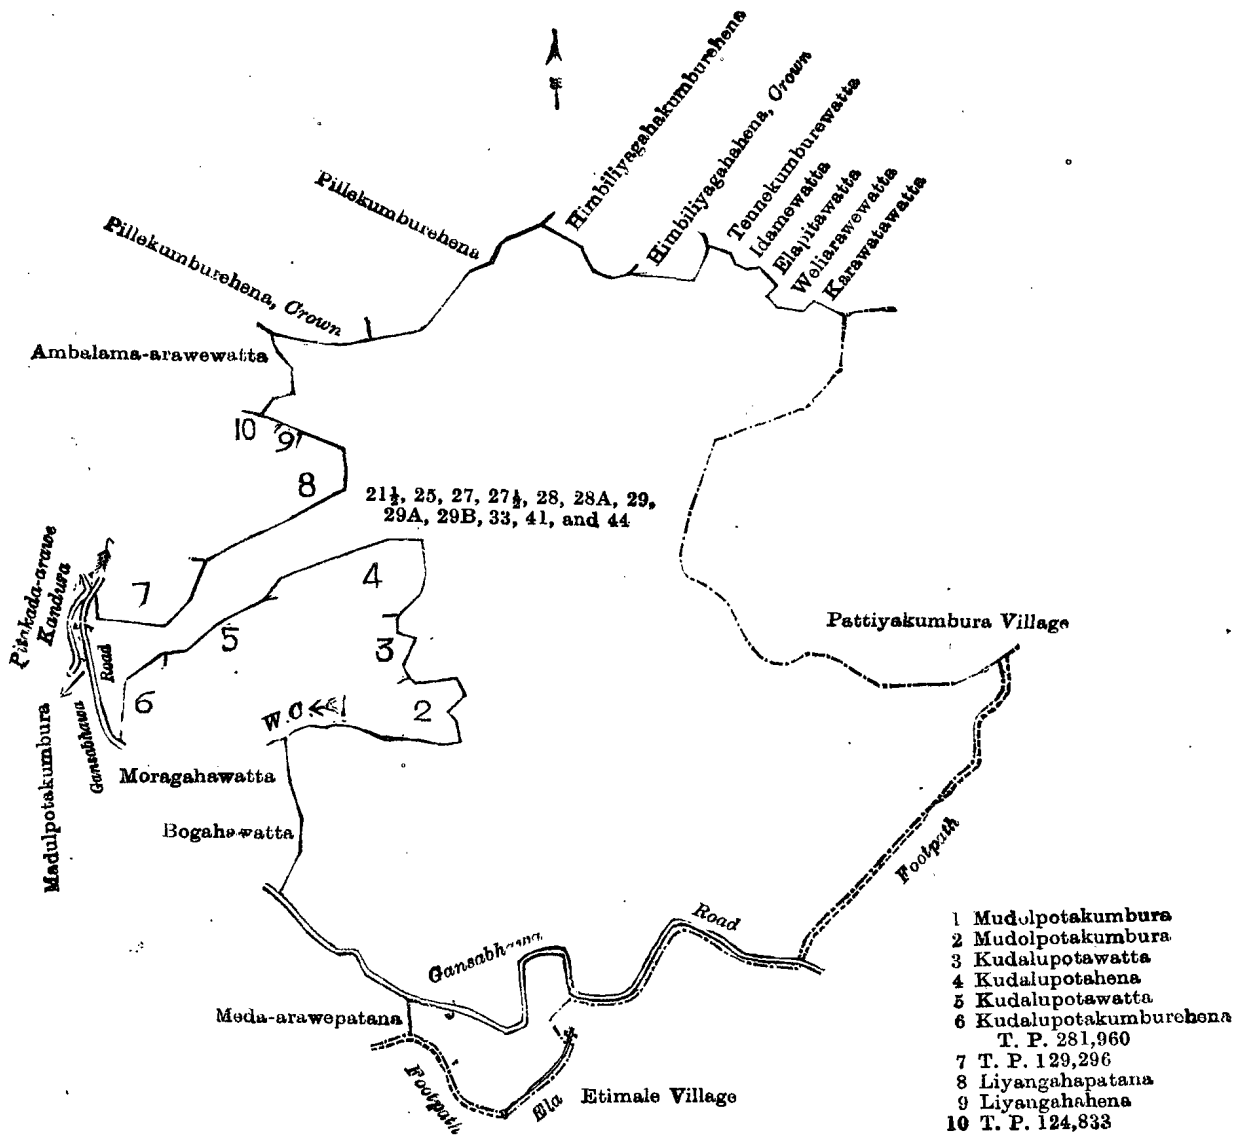 Himbiliyagahakumburehena
Himbiliyagahahena, Crown
Tennekumburewatta
Idamewatta
Elapitawatta
Weliarawewatta
Karawatawatta
Pillekumburehena
Pillekumburehena, Crown
Ambalama-arawewatta
10
9
8
21½, 25, 27, 27½, 28, 28A, 29,
29A, 29B, 33, 41, and 44
7
4
5
3
6
2
1
W.C.
Pitakada-arawe
Kandura
Road
Gansabhawa
Madulpotakumbura
Pattiyakumbura Village
Moragahawatta
Bogahawatta
Footpath
Road
Gansabhawa
Meda-arawepatana
Footpath
Ela
Etimale Village
1 Mudolpotakumbura
2 Mudolpotakumbura
3 Kudalupotawatta
4 Kudalupotahena
5 Kudalupotawatta
6 Kudalupotakumburehena
T. P. 281,960
7 T. P. 129,296
8 Liyangahapatana
9 Liyangahahena
10 T. P. 124,833